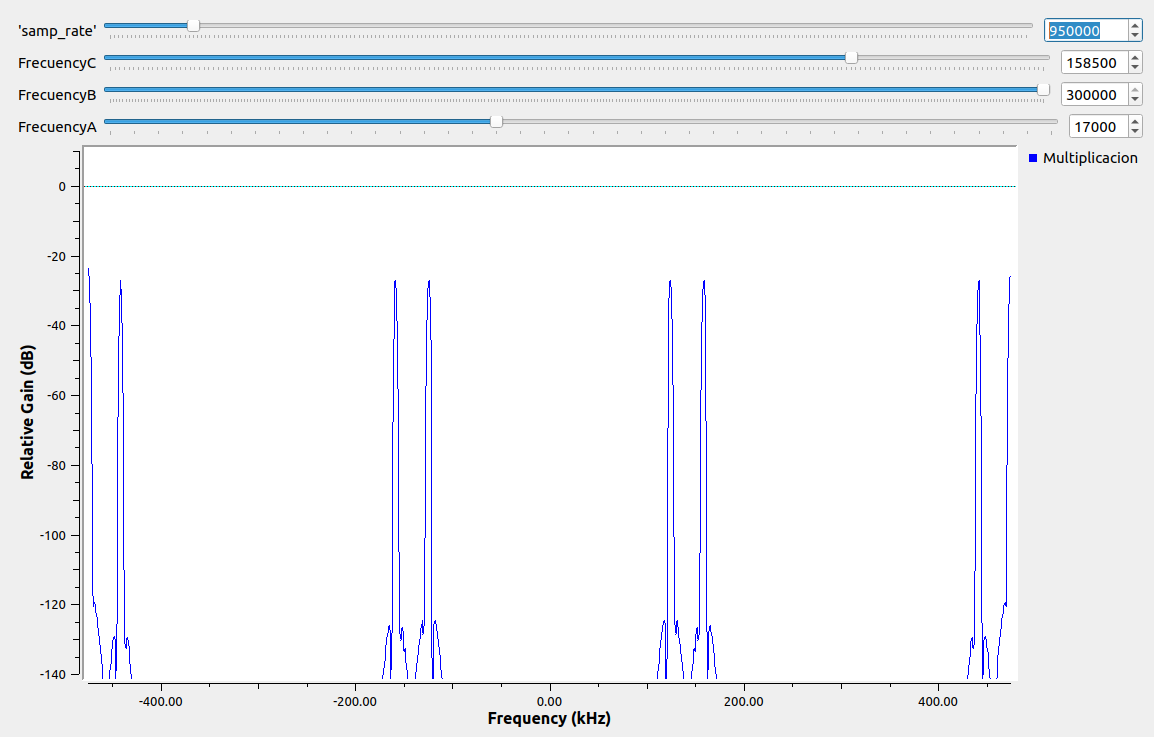 'samp_rate' 950000
FrecuencyC 158500
FrecuencyB 300000
FrecuencyA 17000
Multiplicacion
0
-20
-40
-60
-80
-100
-120
-140
Relative Gain (dB)
-400.00 -200.00 0.00 200.00 400.00
Frequency (kHz)